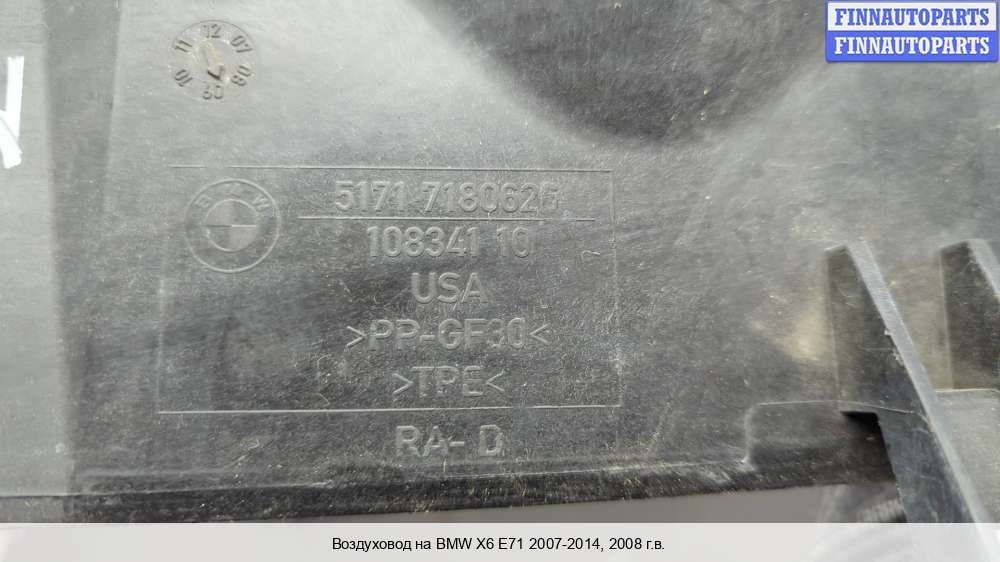 FINNAUTOPARTS
FINNAUTOPARTS
11 12 07
10 08
09
BMW
5171 7180626
108341 10
USA
>PP-GF30<
>TPE<
RA- D
Воздуховод на BMW X6 E71 2007-2014, 2008 г.в.